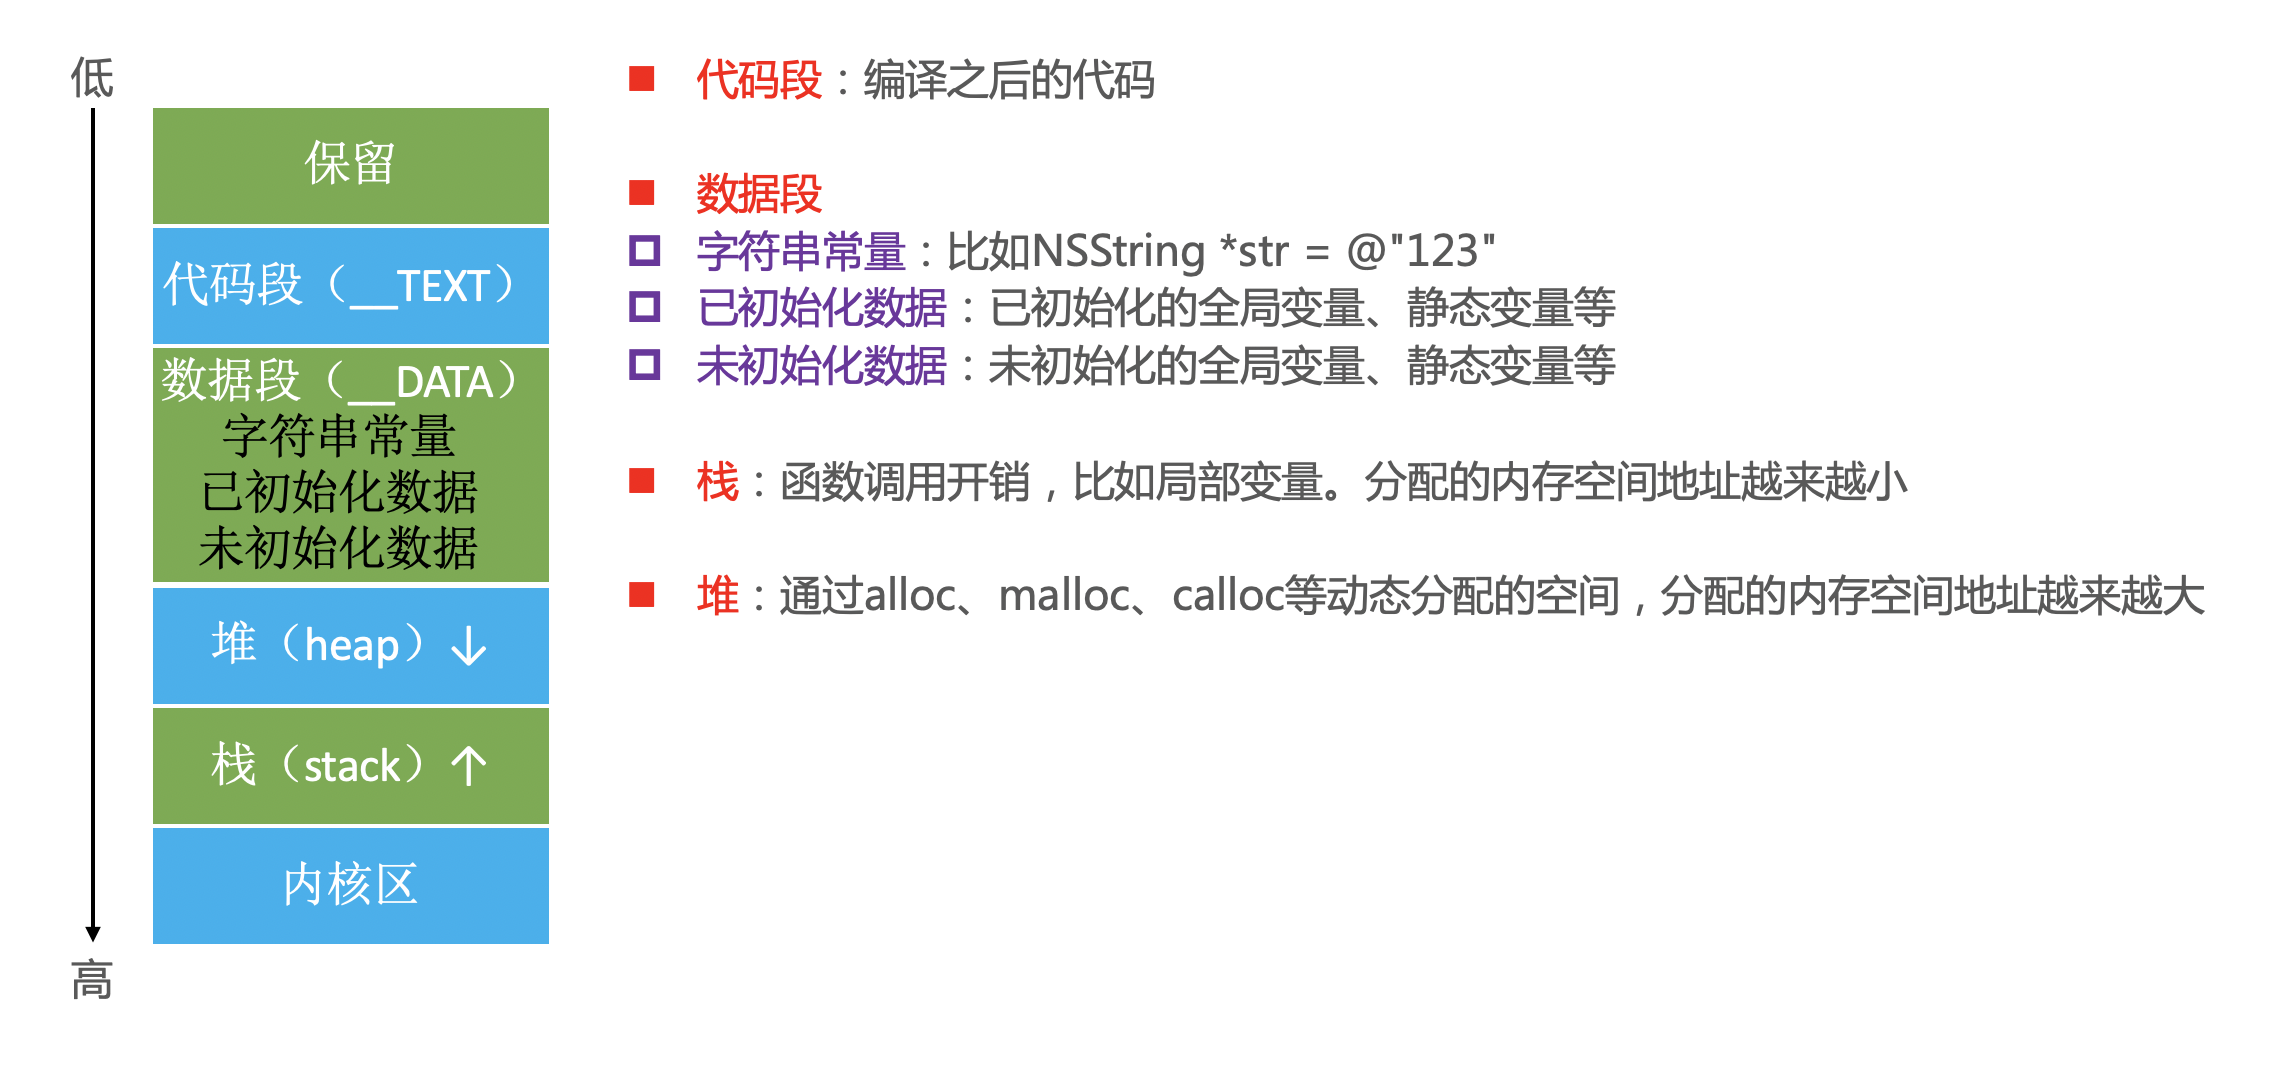 低
保留
代码段（__TEXT）
数据段（__DATA）
字符串常量
已初始化数据
未初始化数据
堆（heap）↓
栈（stack）↑
内核区
高
■ 代码段：编译之后的代码
■ 数据段
字符串常量：比如NSString *str = @"123"
已初始化数据：已初始化的全局变量、静态变量等
未初始化数据：未初始化的全局变量、静态变量等
■ 栈：函数调用开销，比如局部变量。分配的内存空间地址越来越小
■ 堆：通过alloc、malloc、calloc等动态分配的空间，分配的内存空间地址越来越大